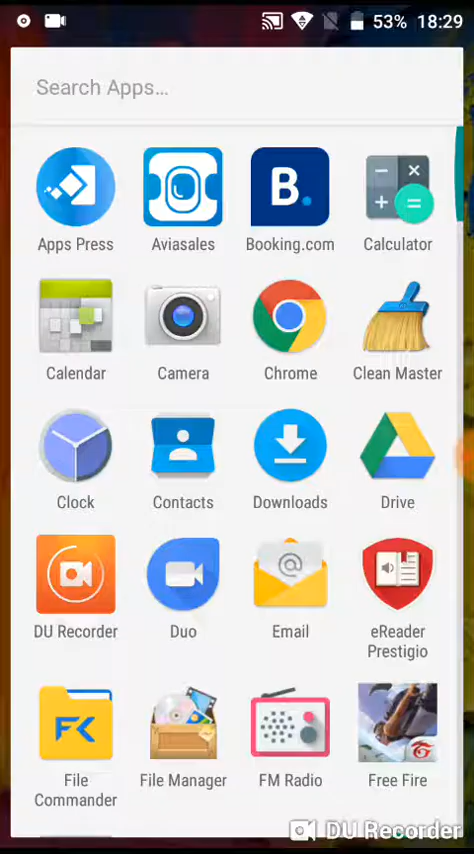 53% 18:29
Search Apps...
Apps Press Aviasales Booking.com Calculator
B.
Calendar Camera Chrome Clean Master
Clock Contacts Downloads Drive
@
DU Recorder Duo Email eReader Prestigio
FK
File Commander File Manager FM Radio Free Fire
DU Recorder